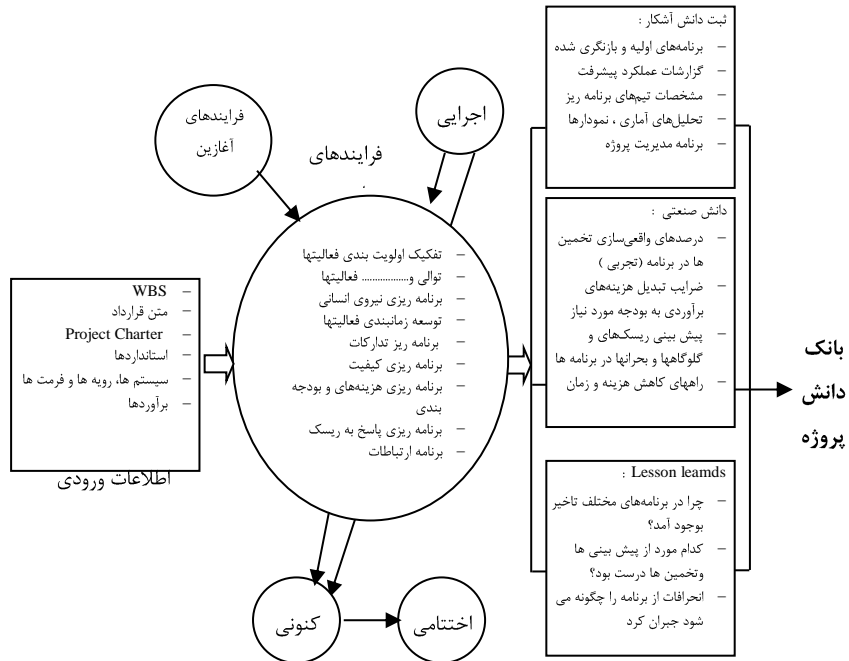 ثبت دانش آشکار :
– برنامه‌های اولیه و بازنگری شده
– گزارشات عملکرد پیشرفت
– مشخصات تیم‌های برنامه ریز
– تحلیل‌های آماری ، نمودارها
– برنامه مدیریت پروژه
دانش صنعتی :
– درصدهای واقعی‌سازی تخمین
ها در برنامه (تجربی )
– ضرایب تبدیل هزینه‌های
برآوردی به بودجه مورد نیاز
– پیش بینی ریسک‌های و
گلوگاهها و بحرانها در برنامه ها
– راههای کاهش هزینه و زمان
Lesson leamds :
– چرا در برنامه‌های مختلف تاخیر
بوجود آمد؟
– کدام مورد از پیش بینی ها
وتخمین ها درست بود؟
– انحرافات از برنامه را چگونه می
شود جبران کرد
بانک
دانش
پروژه
اجرایی
فرایندهای
فرایندهای
آغازین
– تفکیک اولویت بندی فعالیتها
– توالی و.................. فعالیتها
– برنامه ریزی نیروی انسانی
– توسعه زمانبندی فعالیتها
– برنامه ریز تدارکات
– برنامه ریزی کیفیت
– برنامه ریزی هزینه‌های و بودجه
بندی
– برنامه ریزی پاسخ به ریسک
– برنامه ارتباطات
– WBS
– متن قرارداد
– Project Charter
– استانداردها
– سیستم ها، رویه ها و فرمت ها
– برآوردها
اطلاعات ورودی
کنونی
اختتامی